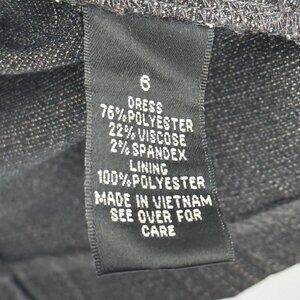 6
DRESS
76% POLYESTER
22% VISCOSE
2% SPANDEX
LINING
100% POLYESTER
MADE IN VIETNAM
SEE OVER FOR
CARE